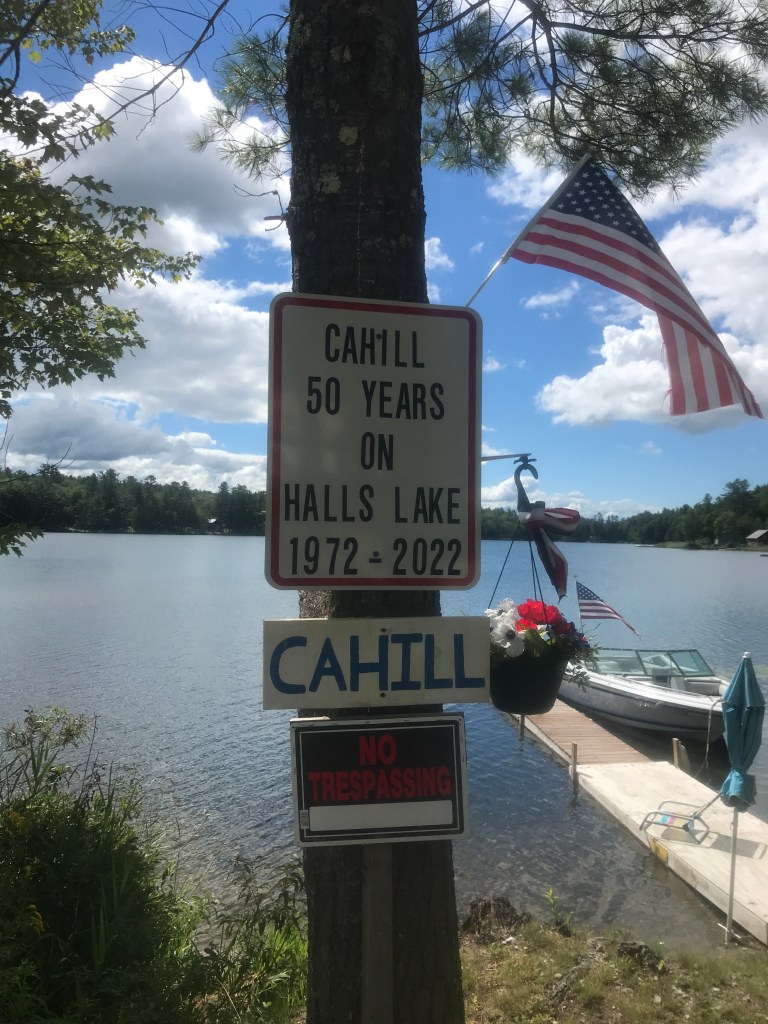 CAHILL
50 YEARS
ON
HALLS LAKE
1972 - 2022
CAHILL
NO
TRESPASSING